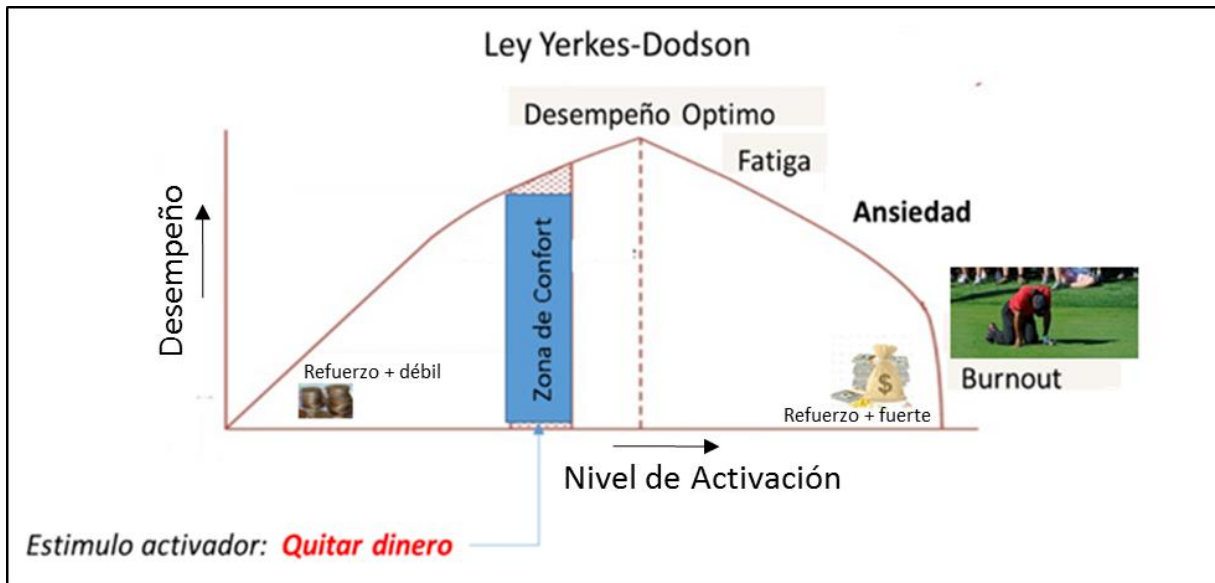 Ley Yerkes-Dodson
Desempeño Optimo
Fatiga
Ansiedad
Desempeño
Zona de Confort
Refuerzo + débil
$
Refuerzo + fuerte
Burnout
Nivel de Activación
Estimulo activador: Quitar dinero